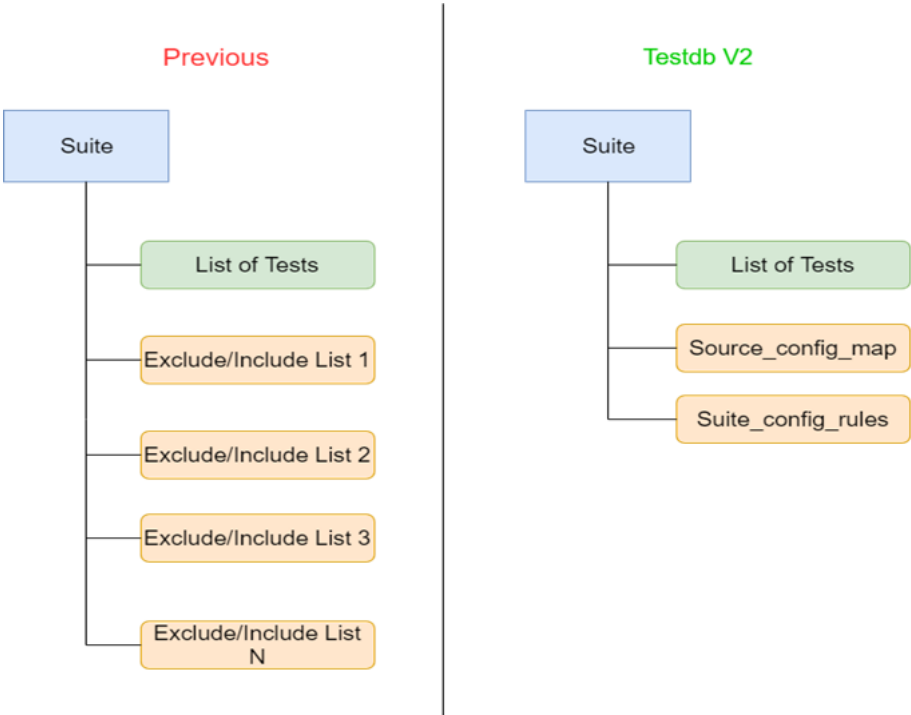 Previous
Suite
List of Tests
Exclude/Include List 1
Exclude/Include List 2
Exclude/Include List 3
Exclude/Include List
N
Testdb V2
Suite
List of Tests
Source_config_map
Suite_config_rules